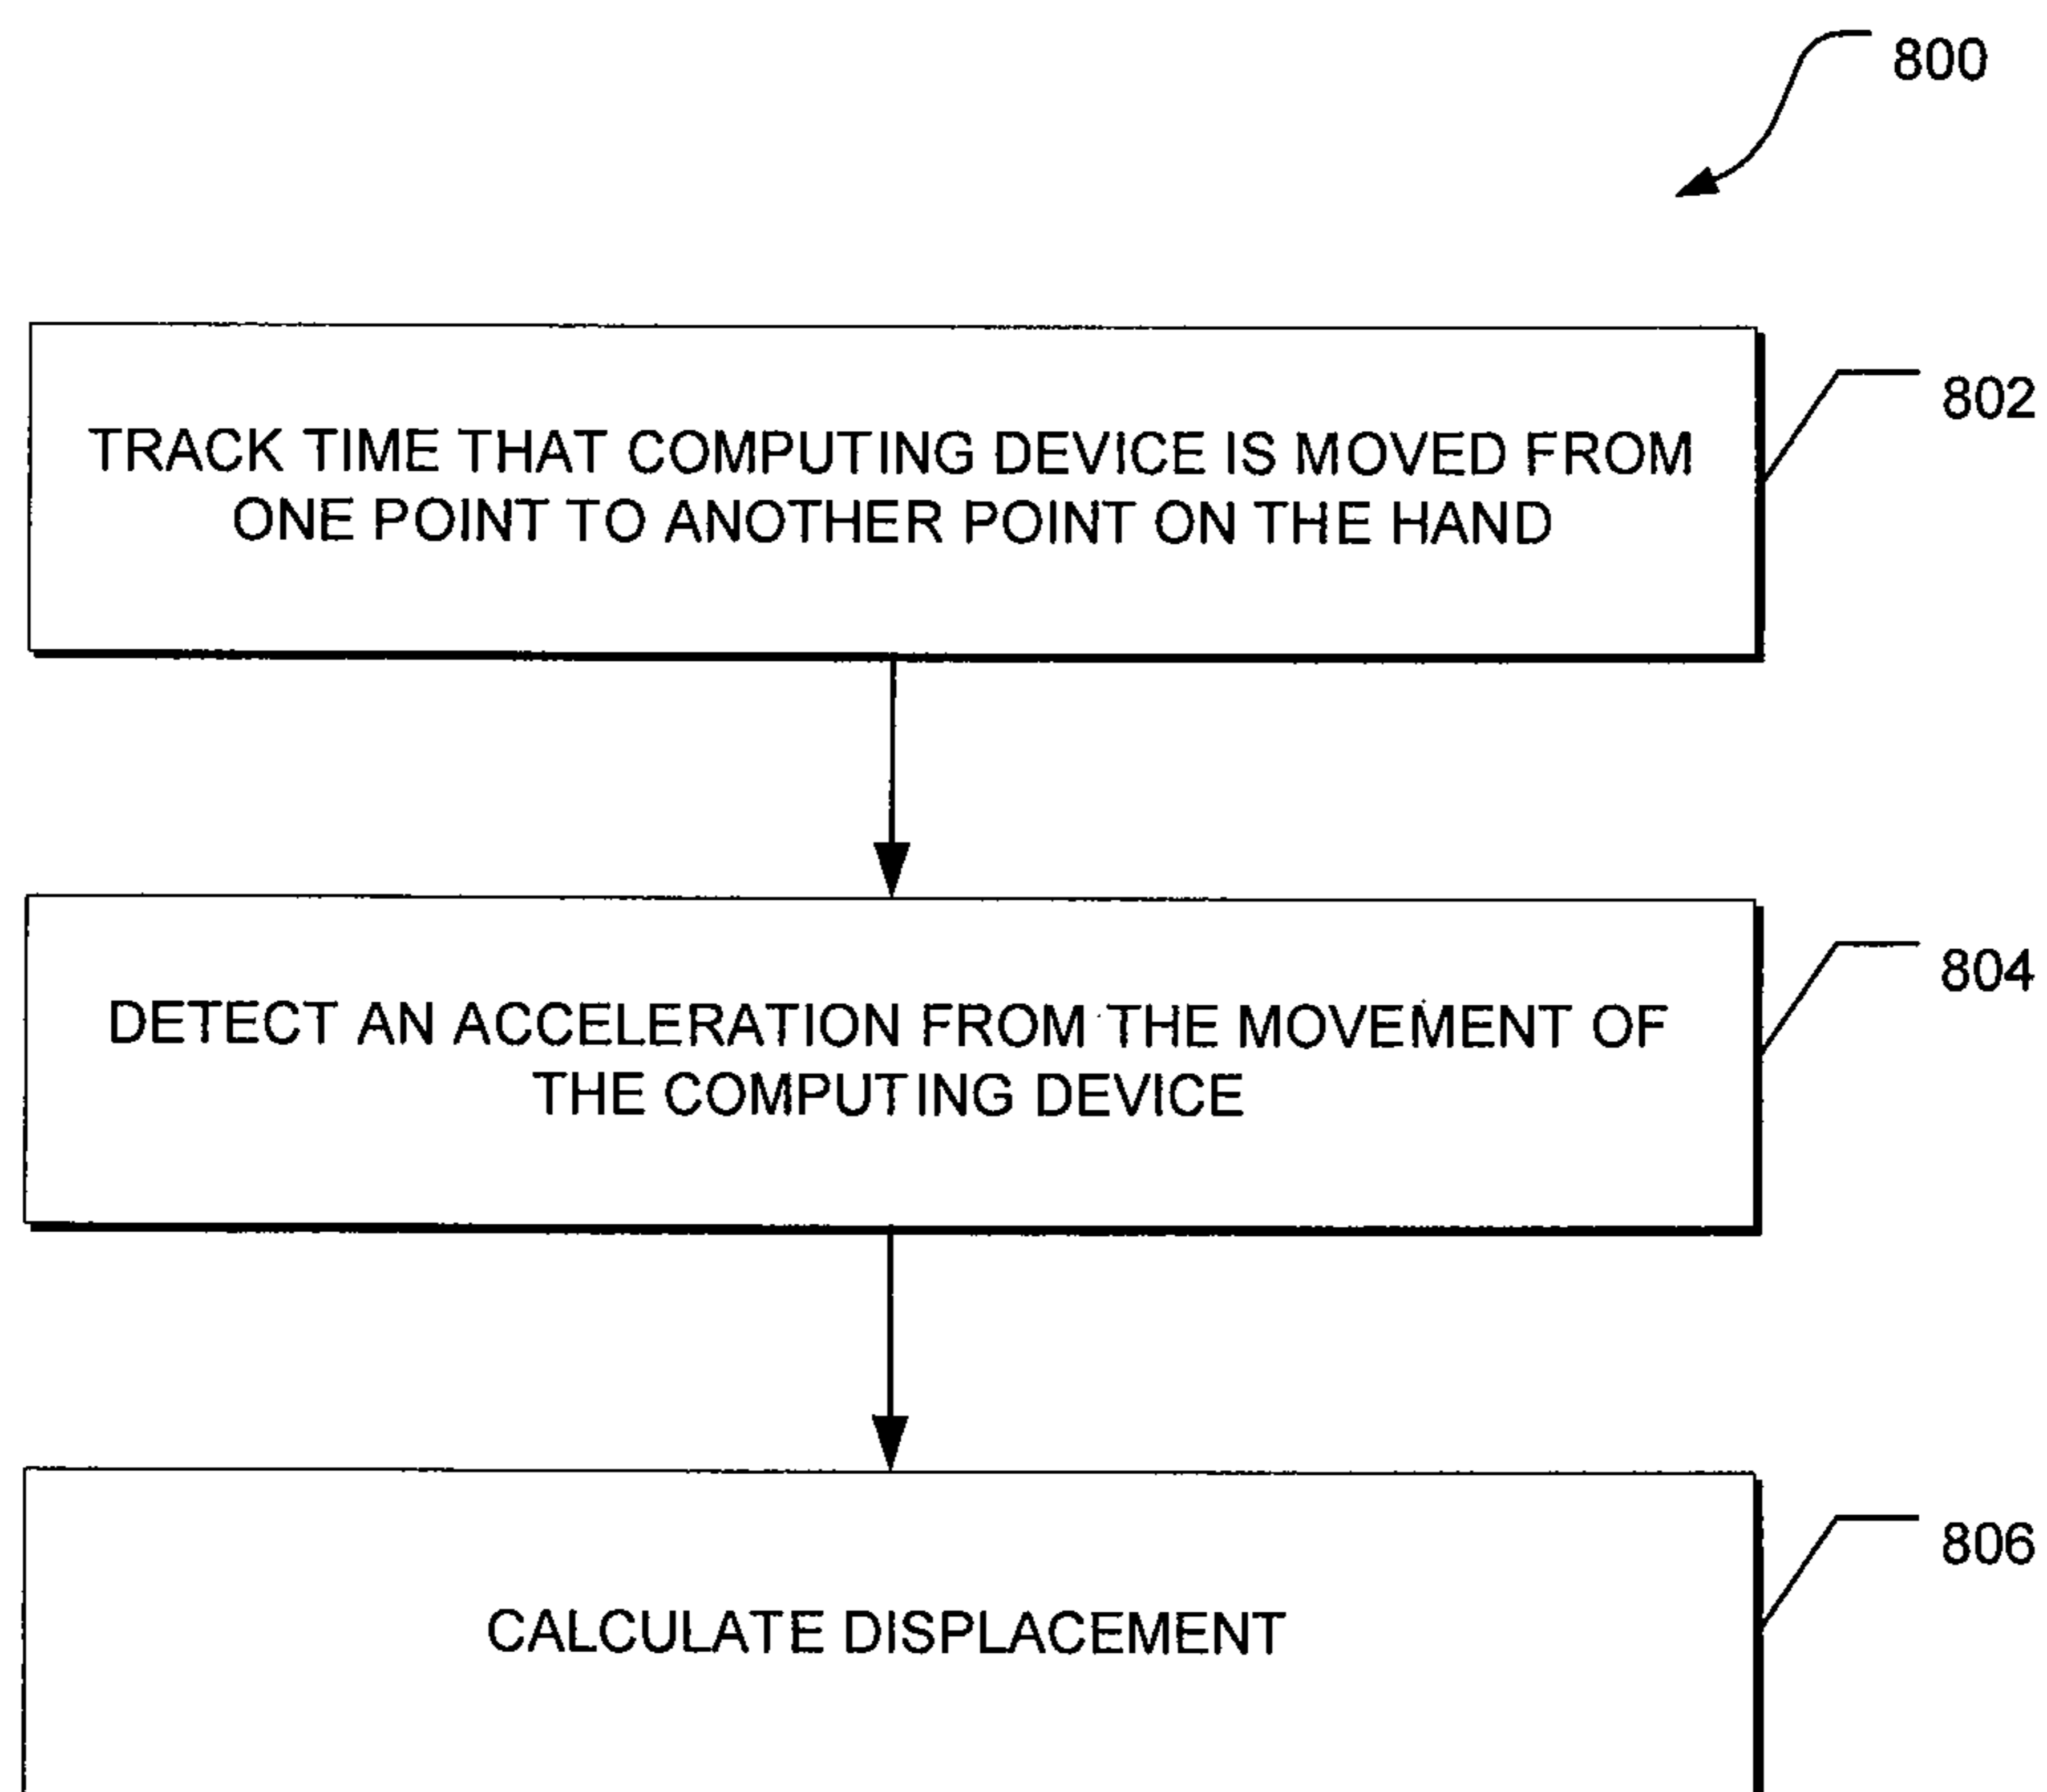 800
802
TRACK TIME THAT COMPUTING DEVICE IS MOVED FROM
ONE POINT TO ANOTHER POINT ON THE HAND
804
DETECT AN ACCELERATION FROM THE MOVEMENT OF
THE COMPUTING DEVICE
806
CALCULATE DISPLACEMENT